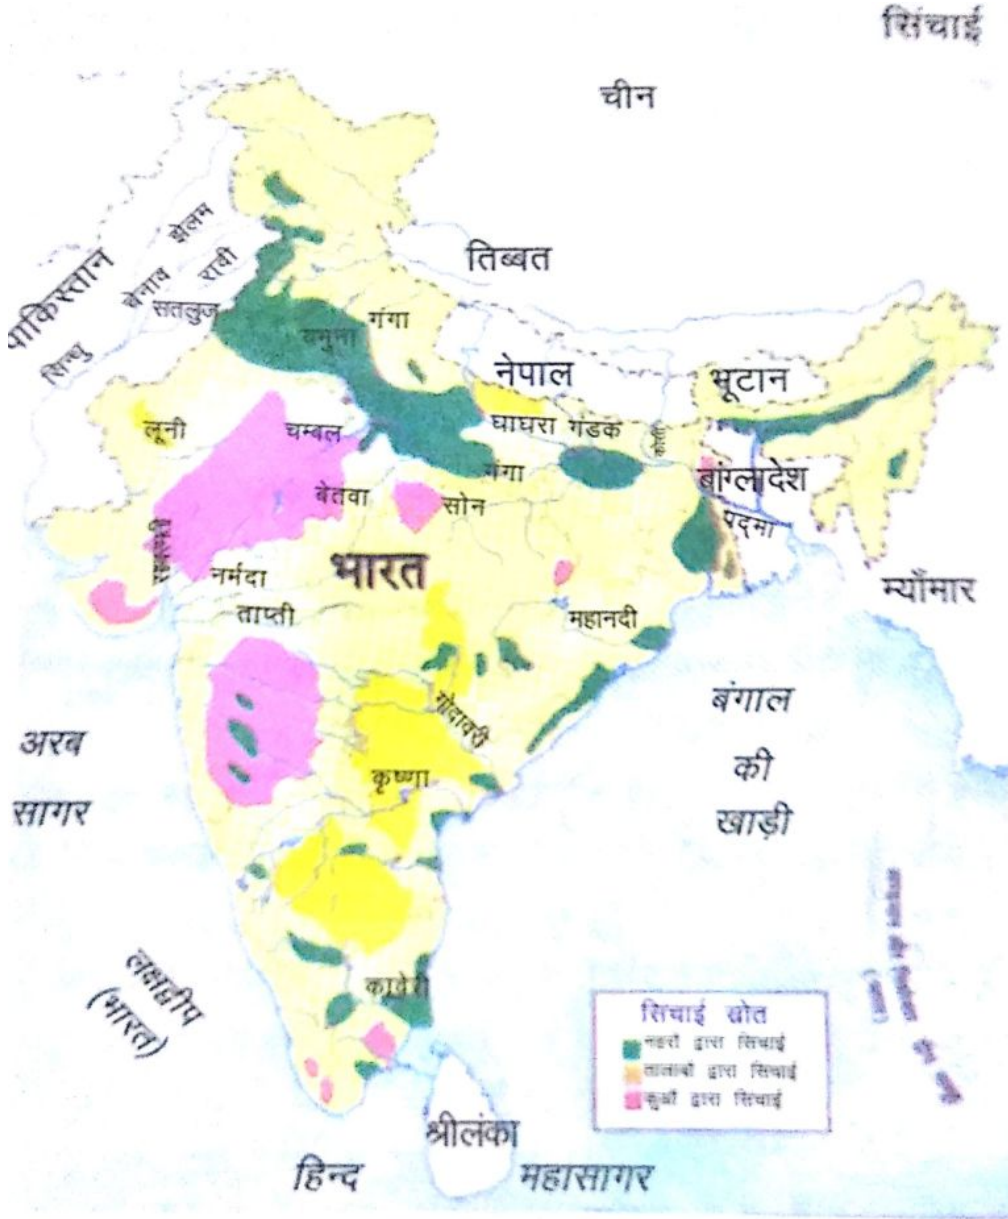 सिंचाई
चीन
झेलम
पाकिस्तान
रावी
चेनाब
सतलुज
सिन्धु
तिब्बत
यमुना
गंगा
नेपाल
भूटान
लूनी
चम्बल
घाघरा गंडक
कोसी
बेतवा
सोन
गंगा
बांग्लादेश
पद्मा
साबरमती
नर्मदा
भारत
म्याँमार
ताप्ती
महानदी
गोदावरी
बंगाल
की
खाड़ी
अरब
सागर
कृष्णा
लक्षद्वीप
(भारत)
कावेरी
सिंचाई स्रोत
नहरों द्वारा सिंचाई
तालाबों द्वारा सिंचाई
कुओं द्वारा सिंचाई
श्रीलंका
हिन्द महासागर